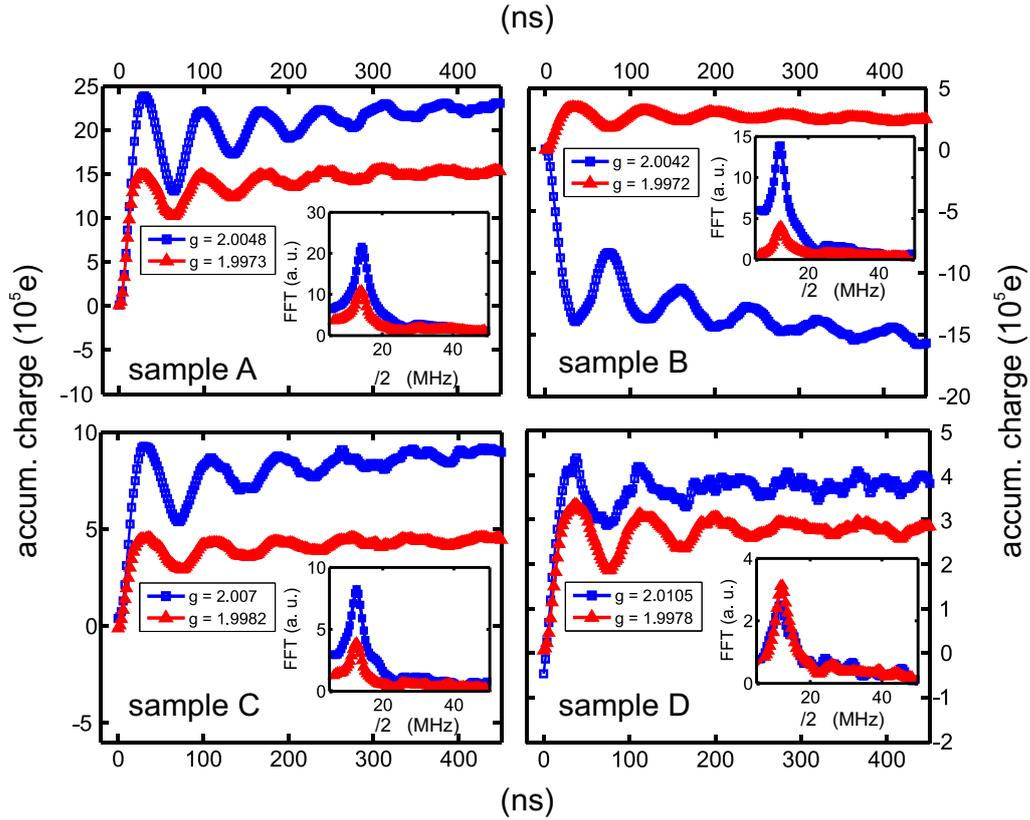 (ns)
0 100 200 300 400
0 100 200 300 400
25
20
15
10
5
0
-5
-10
g = 2.0048
g = 1.9973
30
20
10
0
FFT (a. u.)
20 40
/2 (MHz)
sample A
5
0
-5
-10
-15
-20
g = 2.0042
g = 1.9972
15
10
5
0
FFT (a. u.)
20 40
/2 (MHz)
sample B
accum. charge (10⁵e)
accum. charge (10⁵e)
10
5
0
-5
g = 2.007
g = 1.9982
10
5
0
FFT (a. u.)
20 40
/2 (MHz)
sample C
5
4
3
2
1
0
-1
-2
g = 2.0105
g = 1.9978
4
2
0
FFT (a. u.)
20 40
/2 (MHz)
sample D
0 100 200 300 400
0 100 200 300 400
(ns)